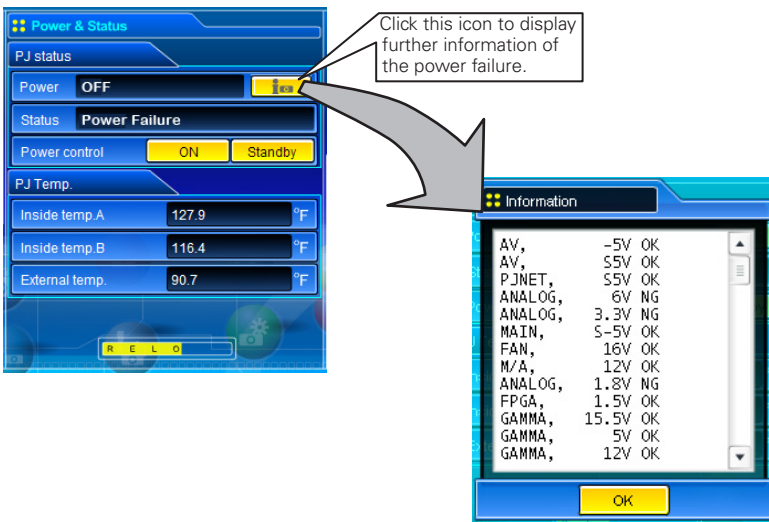 Power & Status
PJ status
Power OFF
Status Power Failure
Power control ON Standby
PJ Temp.
Inside temp.A 127.9 °F
Inside temp.B 116.4 °F
External temp. 90.7 °F
R E L O
Click this icon to display
further information of
the power failure.
Information
AV, -5V OK
AV, S5V OK
PJNET, S5V OK
ANALOG, 6V NG
ANALOG, 3.3V NG
MAIN, S-5V OK
FAN, 16V OK
M/A, 12V OK
ANALOG, 1.8V NG
FPGA, 1.5V OK
GAMMA, 15.5V OK
GAMMA, 5V OK
GAMMA, 12V OK
OK